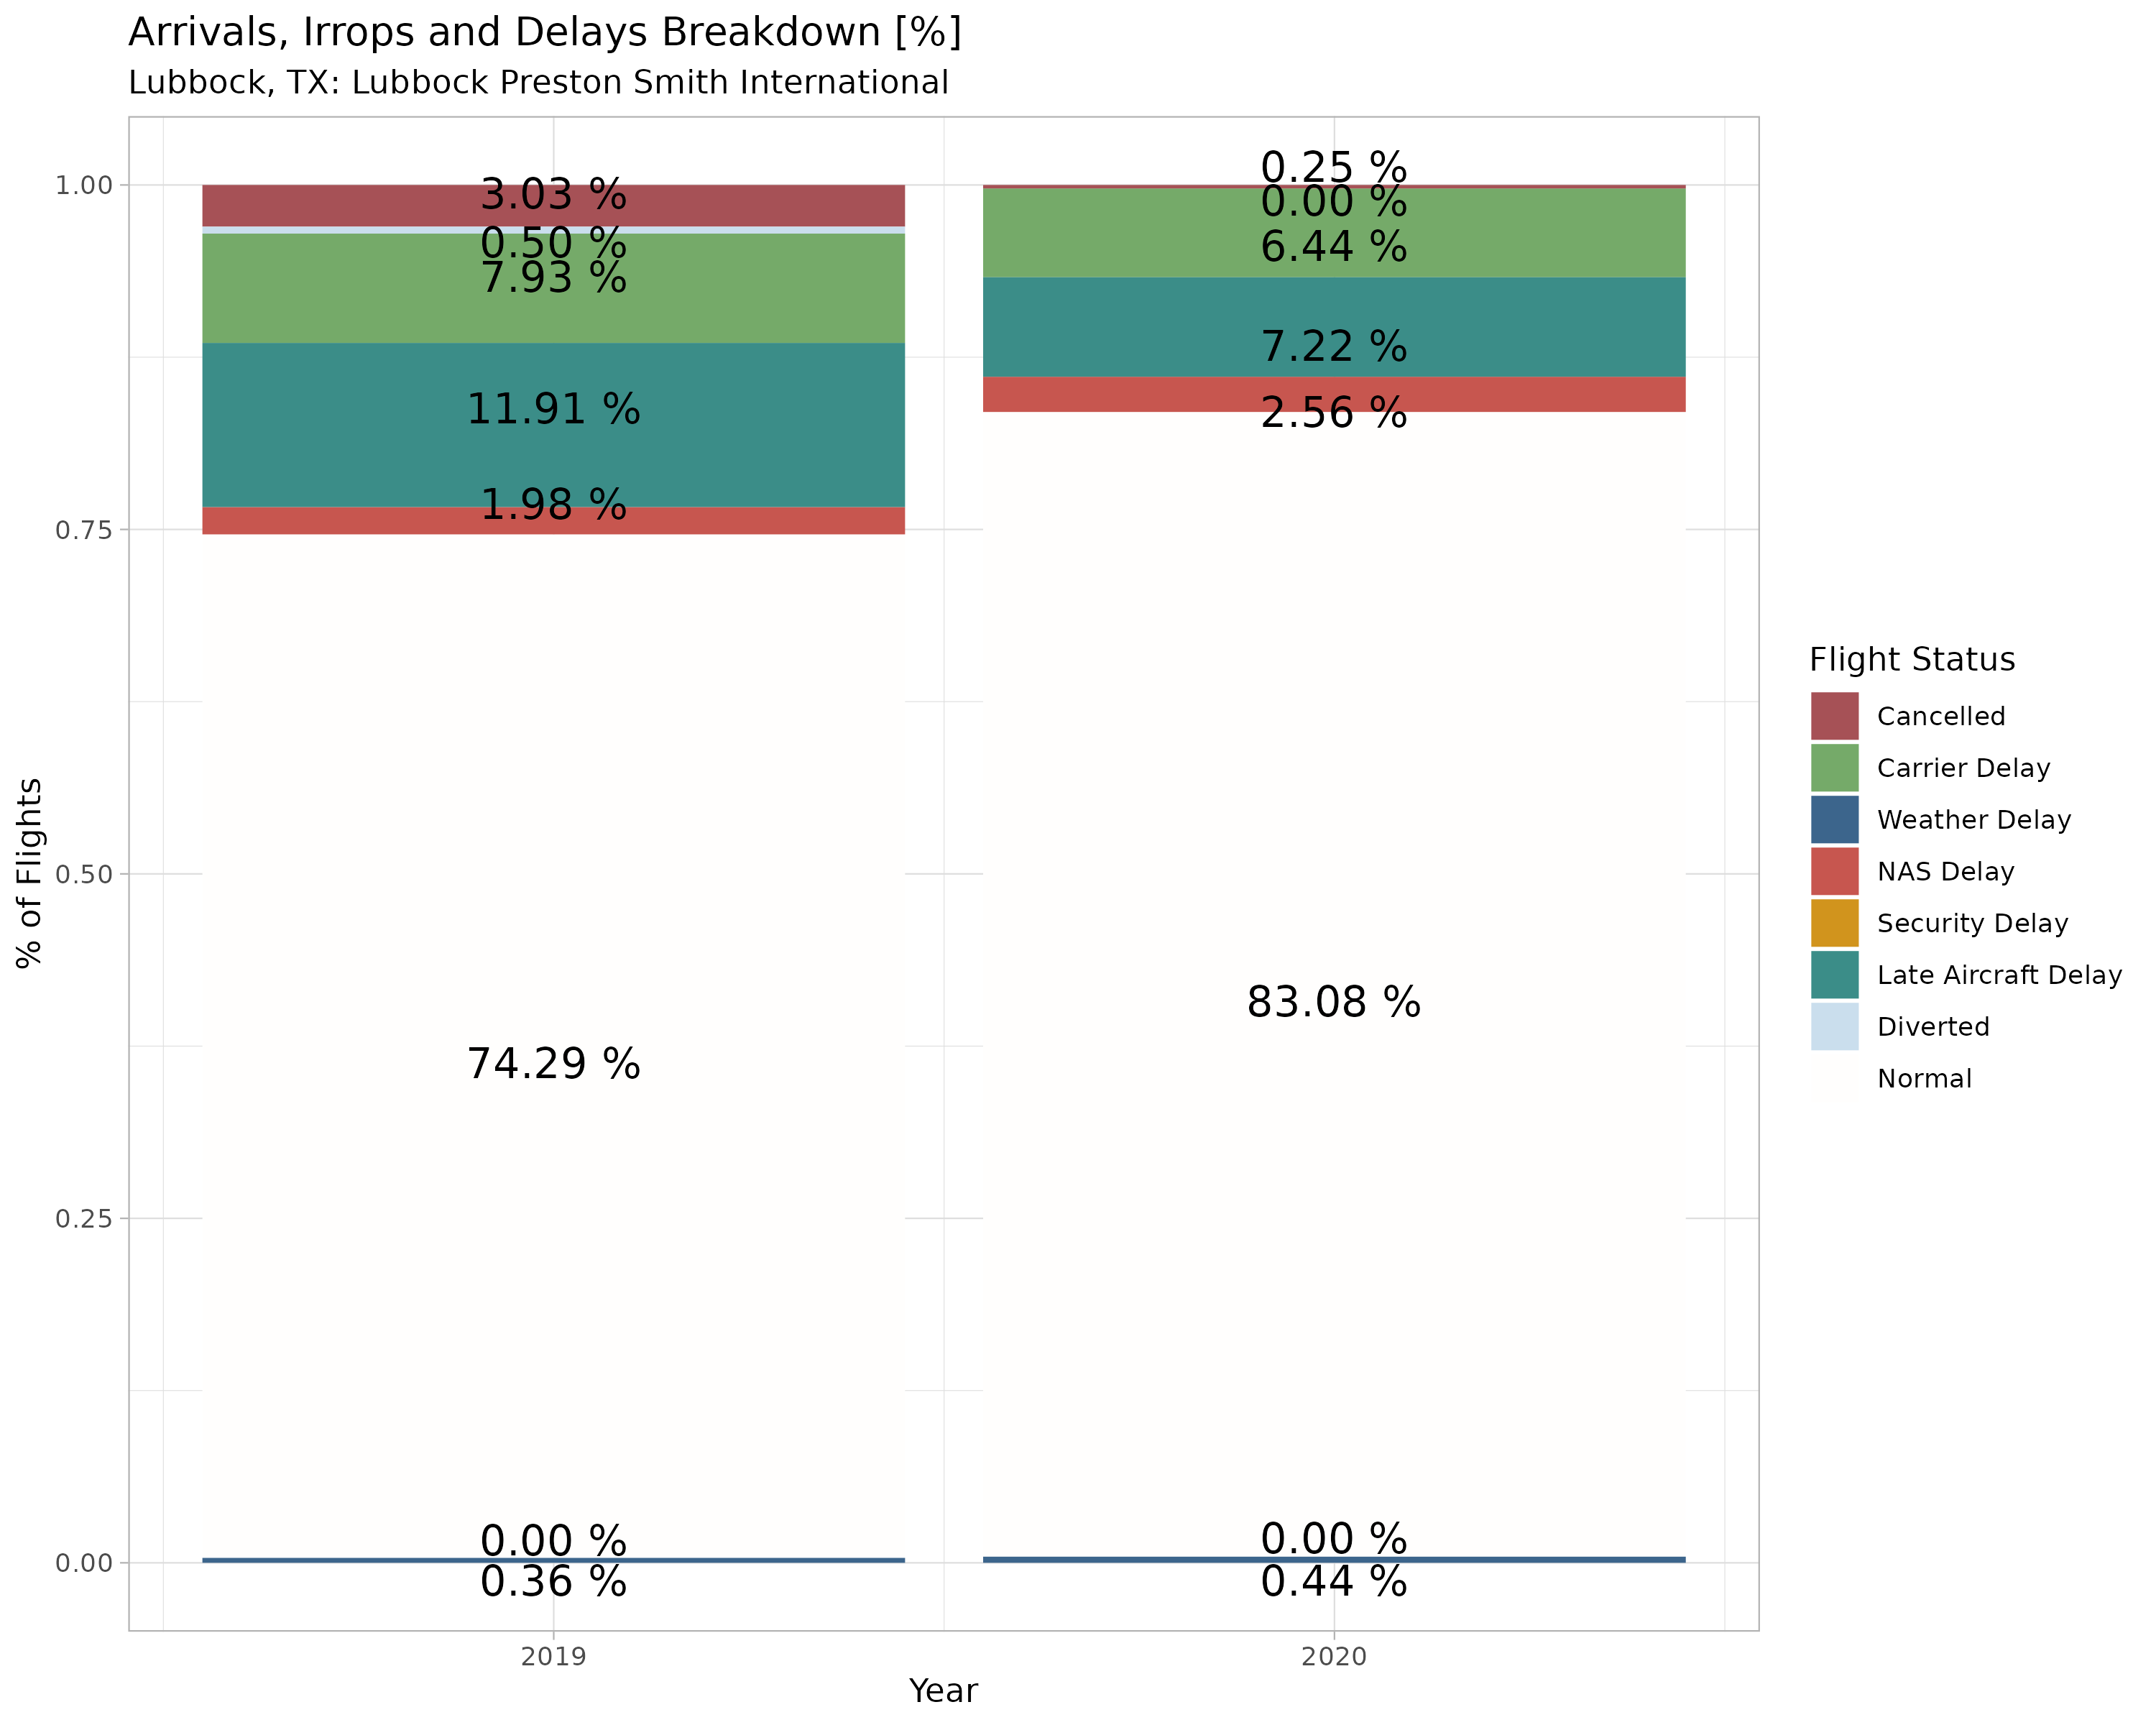 Arrivals, Irrops and Delays Breakdown [%]
Lubbock, TX: Lubbock Preston Smith International
% of Flights
1.00
0.75
0.50
0.25
0.00
3.03 %
0.50 %
7.93 %
11.91 %
1.98 %
74.29 %
0.00 %
0.36 %
0.25 %
0.00 %
6.44 %
7.22 %
2.56 %
83.08 %
0.00 %
0.44 %
2019
2020
Year
Flight Status
Cancelled
Carrier Delay
Weather Delay
NAS Delay
Security Delay
Late Aircraft Delay
Diverted
Normal